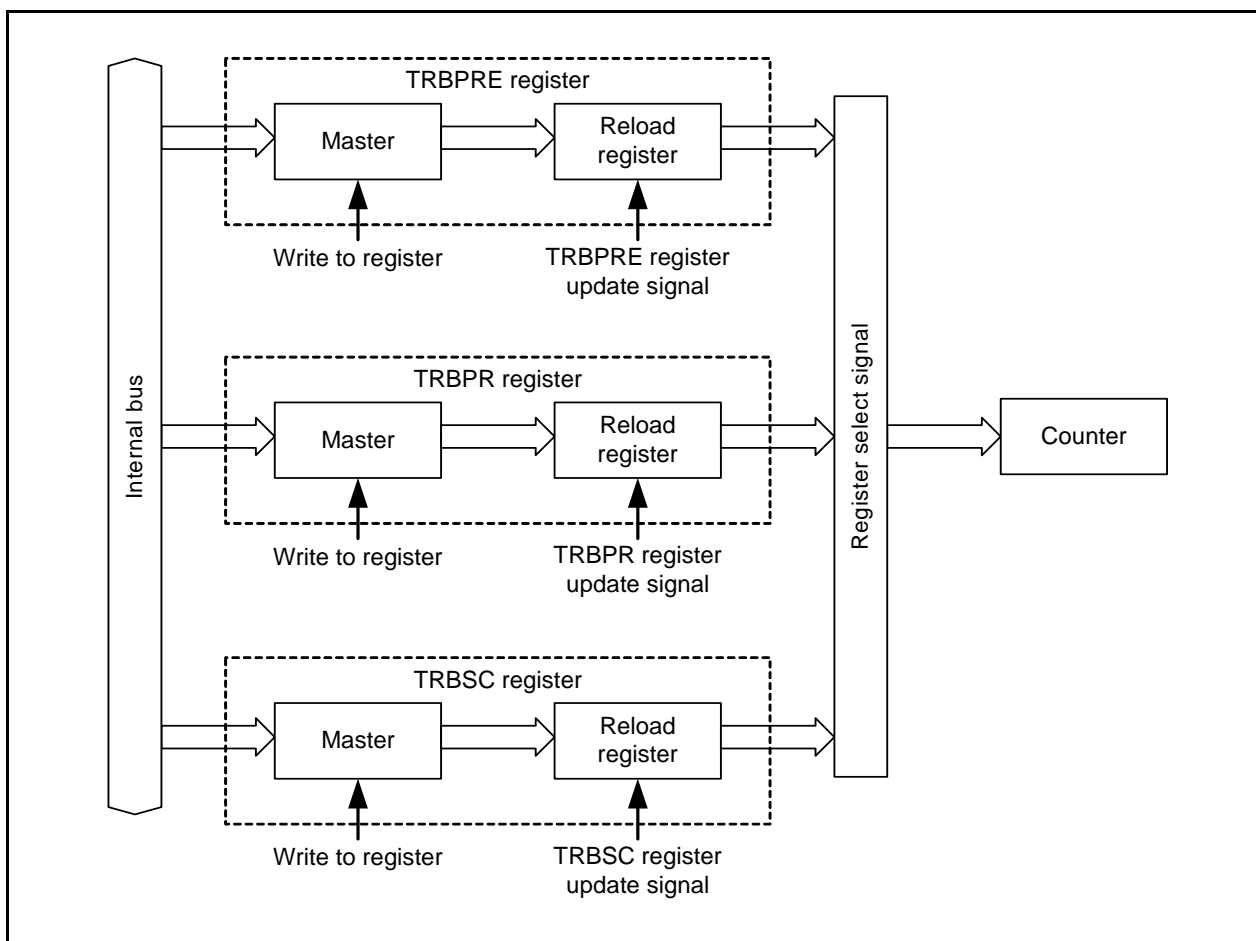 TRBPRE register
Master
Reload
register
Write to register
TRBPRE register
update signal
Internal bus
TRBPR register
Master
Reload
register
Write to register
TRBPR register
update signal
Register select signal
Counter
TRBSC register
Master
Reload
register
Write to register
TRBSC register
update signal